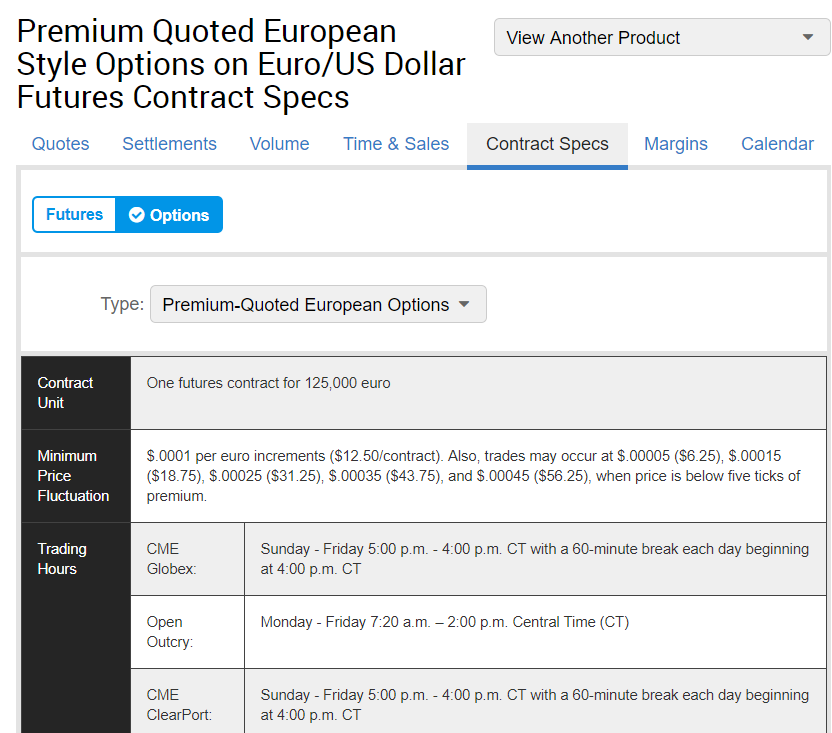 Premium Quoted European
Style Options on Euro/US Dollar
Futures Contract Specs
View Another Product
Quotes
Settlements
Volume
Time & Sales
Contract Specs
Margins
Calendar
Futures
Options
Type:
Premium-Quoted European Options
Contract
Unit
One futures contract for 125,000 euro
Minimum
Price
Fluctuation
$.0001 per euro increments ($12.50/contract). Also, trades may occur at $.00005 ($6.25), $.00015
($18.75), $.00025 ($31.25), $.00035 ($43.75), and $.00045 ($56.25), when price is below five ticks of
premium.
Trading
Hours
CME
Globex:
Sunday - Friday 5:00 p.m. - 4:00 p.m. CT with a 60-minute break each day beginning
at 4:00 p.m. CT
Open
Outcry:
Monday - Friday 7:20 a.m. – 2:00 p.m. Central Time (CT)
CME
ClearPort:
Sunday - Friday 5:00 p.m. - 4:00 p.m. CT with a 60-minute break each day beginning
at 4:00 p.m. CT